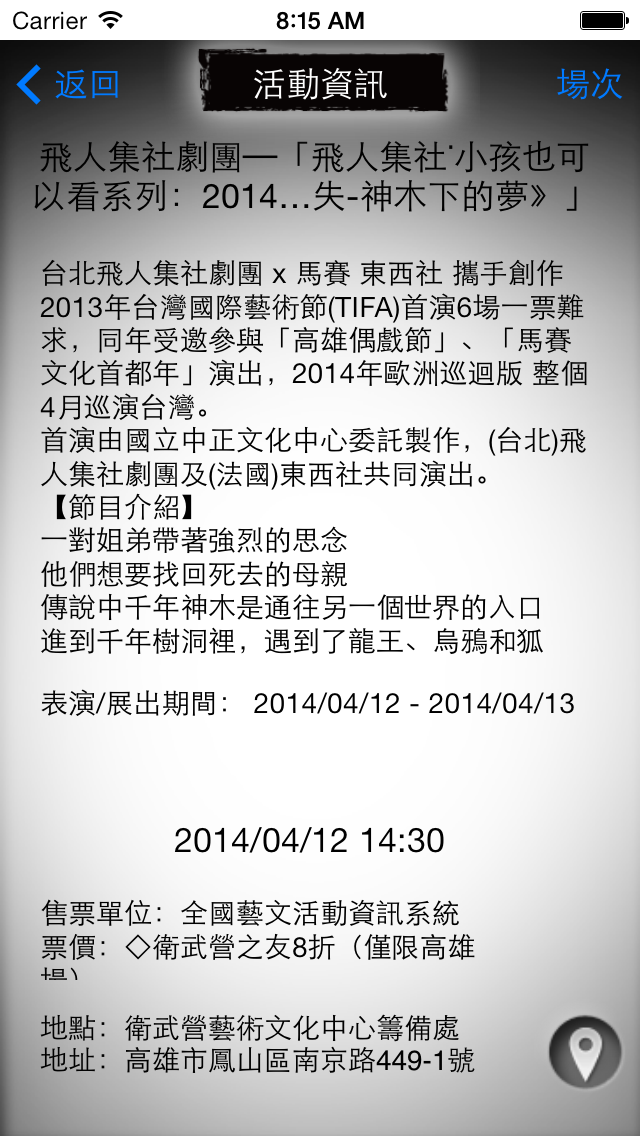 Carrier 8:15 AM
返回 活動資訊 場次
飛人集社劇團—「飛人集社˙小孩也可
以看系列：2014...失-神木下的夢》」
台北飛人集社劇團 x 馬賽 東西社 攜手創作
2013年台灣國際藝術節(TIFA)首演6場一票難
求，同年受邀參與「高雄偶戲節」、「馬賽
文化首都年」演出，2014年歐洲巡迴版 整個
4月巡演台灣。
首演由國立中正文化中心委託製作，(台北)飛
人集社劇團及(法國)東西社共同演出。
【節目介紹】
一對姐弟帶著強烈的思念
他們想要找回死去的母親
傳說中千年神木是通往另一個世界的入口
進到千年樹洞裡，遇到了龍王、烏鴉和狐
表演/展出期間： 2014/04/12 - 2014/04/13
2014/04/12 14:30
售票單位：全國藝文活動資訊系統
票價：◇衛武營之友8折（僅限高雄
場）
地點：衛武營藝術文化中心籌備處
地址：高雄市鳳山區南京路449-1號